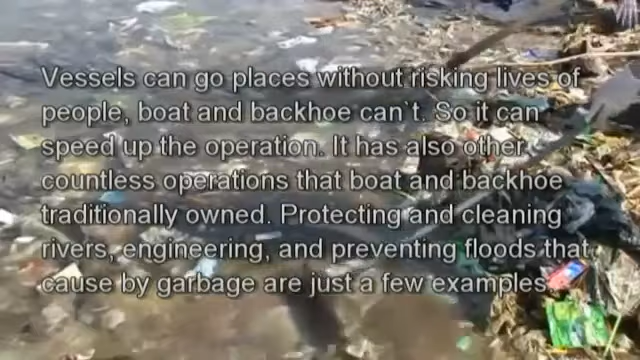 Vessels can go places without risking lives of
people, boat and backhoe can`t. So it can
speed up the operation. It has also other
countless operations that boat and backhoe
traditionally owned. Protecting and cleaning
rivers, engineering, and preventing floods that
cause by garbage are just a few examples.